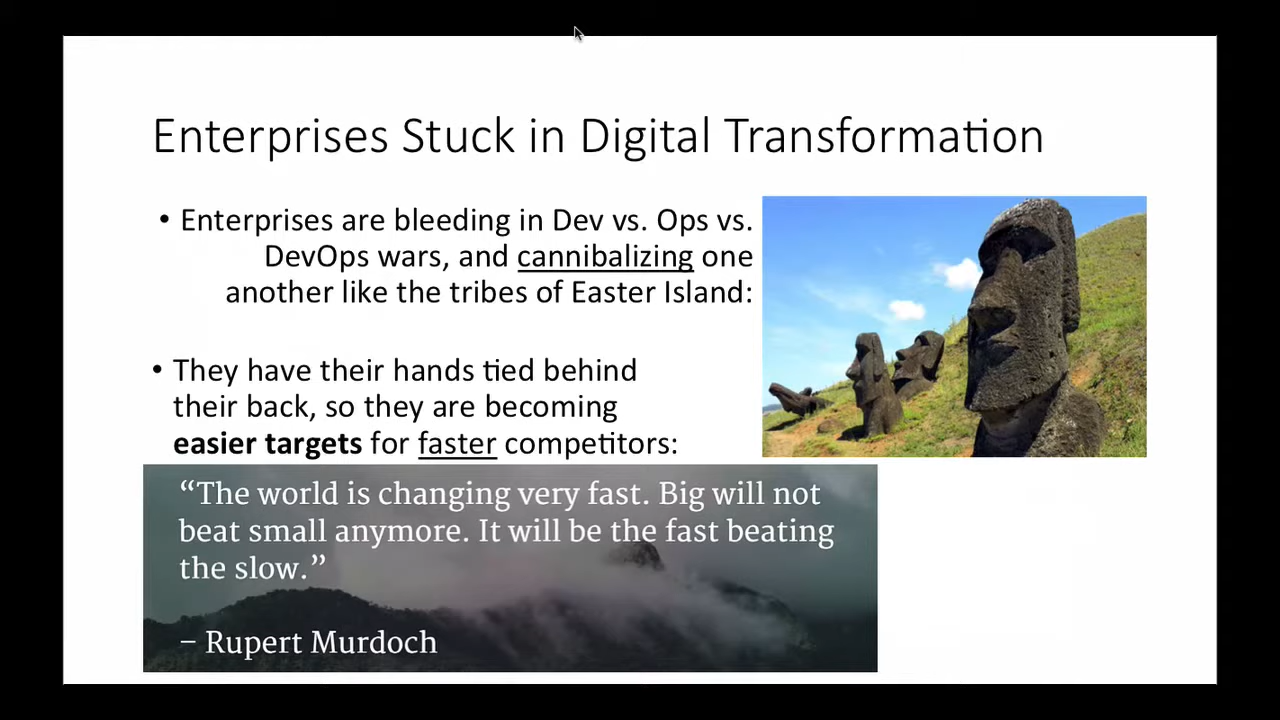 Enterprises Stuck in Digital Transformation
• Enterprises are bleeding in Dev vs. Ops vs.
DevOps wars, and cannibalizing one
another like the tribes of Easter Island:
• They have their hands tied behind
their back, so they are becoming
easier targets for faster competitors:
“The world is changing very fast. Big will not
beat small anymore. It will be the fast beating
the slow.”
– Rupert Murdoch